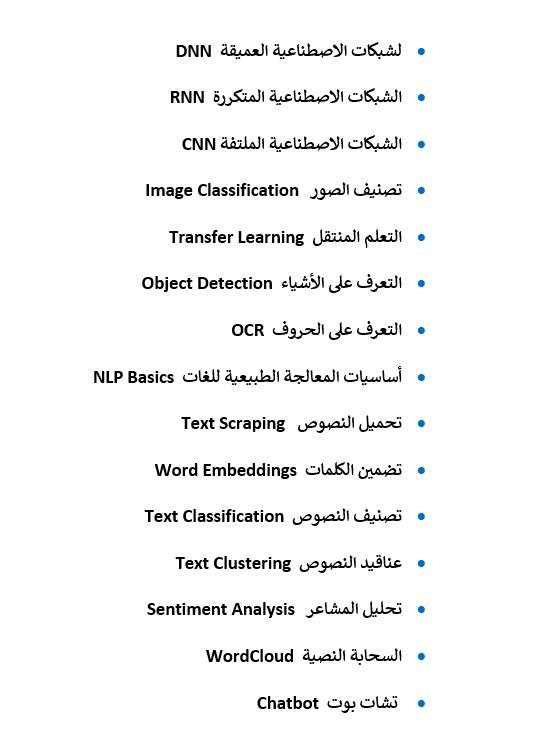 لشبكات الاصطناعية العميقة DNN
الشبكات الاصطناعية المتكررة RNN
الشبكات الاصطناعية الملتفة CNN
تصنيف الصور Image Classification
التعلم المنتقل Transfer Learning
التعرف على الأشياء Object Detection
التعرف على الحروف OCR
أساسيات المعالجة الطبيعية للغات NLP Basics
تحميل النصوص Text Scraping
تضمين الكلمات Word Embeddings
تصنيف النصوص Text Classification
عناقيد النصوص Text Clustering
تحليل المشاعر Sentiment Analysis
السحابة النصية WordCloud
تشات بوت Chatbot